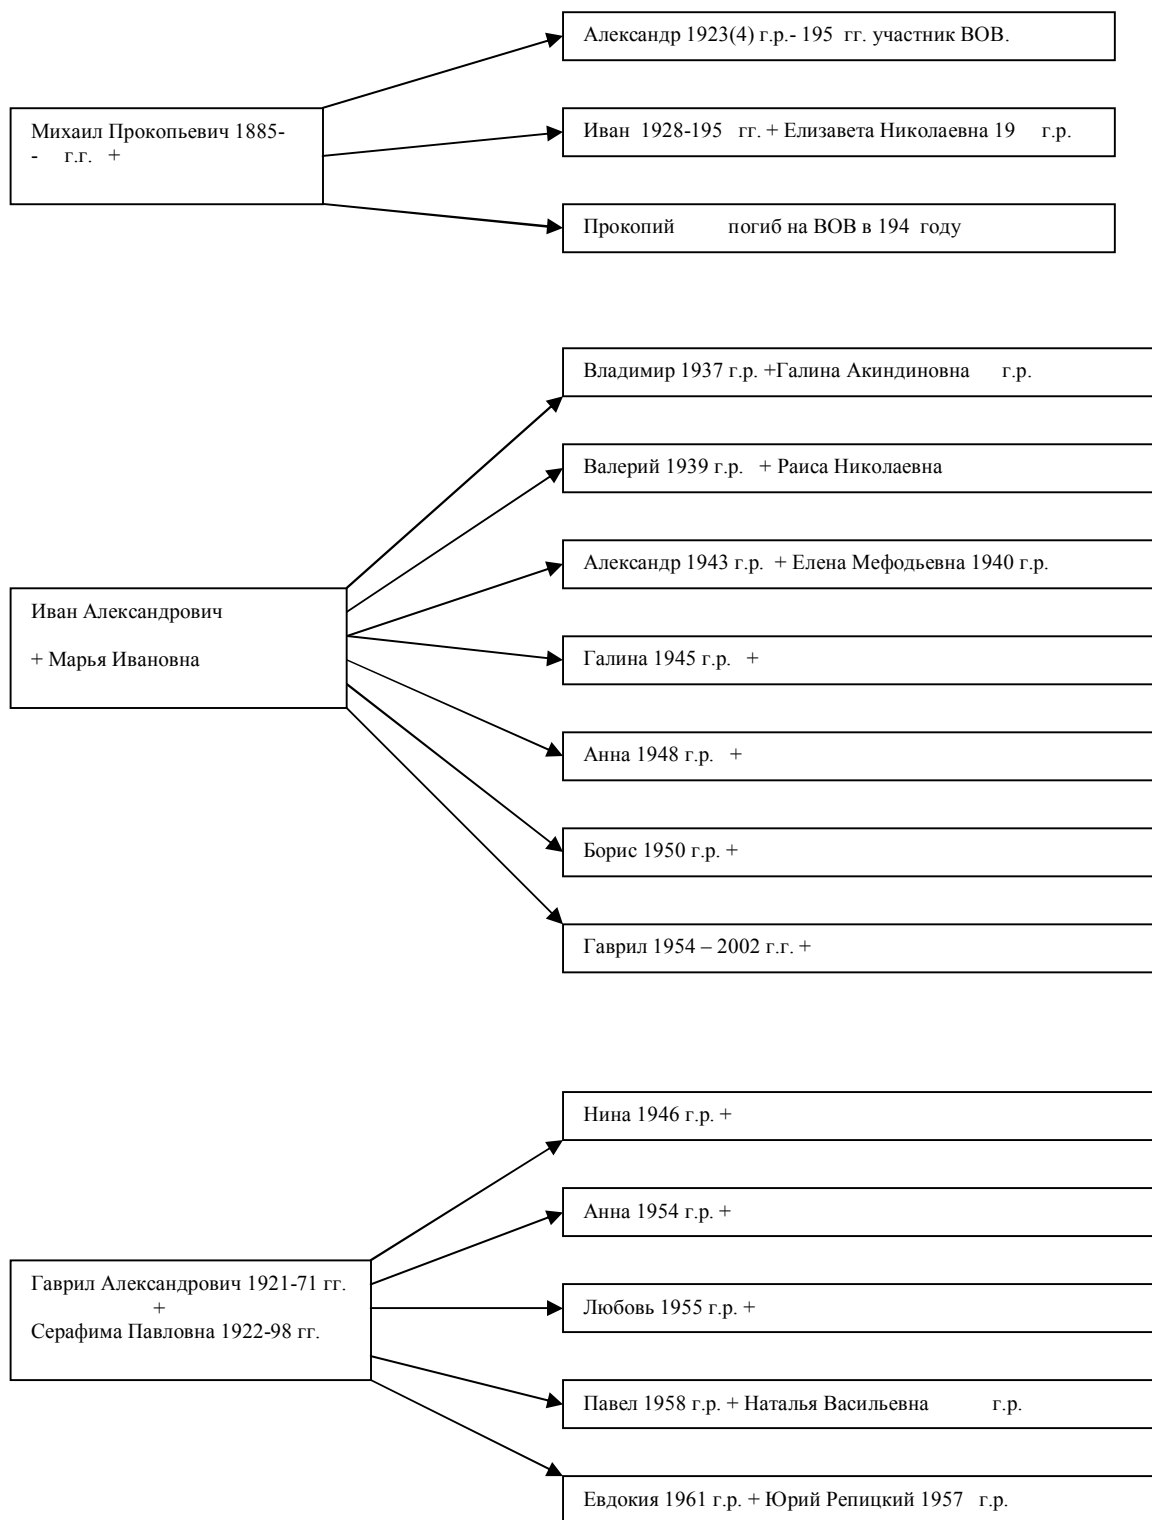 Александр 1923(4) г.р.- 195 гг. участник ВОВ.
Михаил Прокопьевич 1885-
- г.г. +
Иван 1928-195 гг. + Елизавета Николаевна 19 г.р.
Прокопий погиб на ВОВ в 194 году
Владимир 1937 г.р. +Галина Акиндиновна г.р.
Валерий 1939 г.р. + Раиса Николаевна
Александр 1943 г.р. + Елена Мефодьевна 1940 г.р.
Иван Александрович
+ Марья Ивановна
Галина 1945 г.р. +
Анна 1948 г.р. +
Борис 1950 г.р. +
Гаврил 1954 – 2002 г.г. +
Нина 1946 г.р. +
Анна 1954 г.р. +
Гаврил Александрович 1921-71 гг.
+
Серафима Павловна 1922-98 гг.
Любовь 1955 г.р. +
Павел 1958 г.р. + Наталья Васильевна г.р.
Евдокия 1961 г.р. + Юрий Репицкий 1957 г.р.